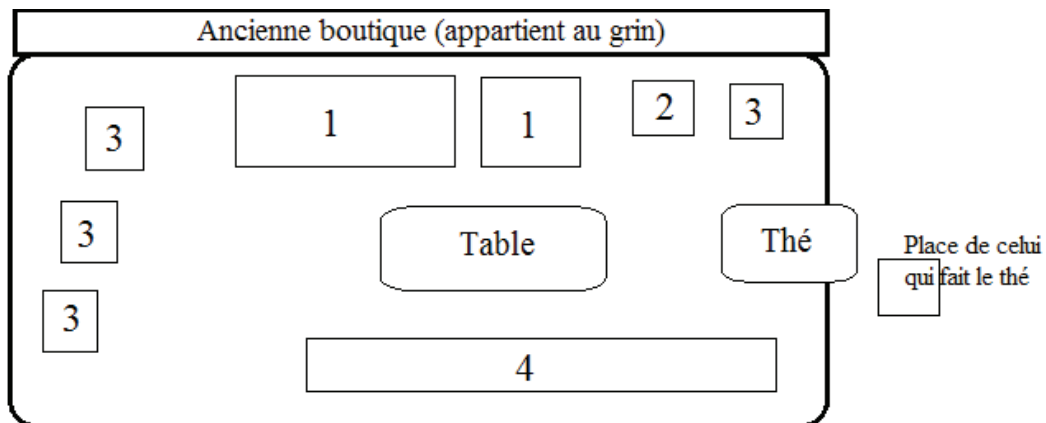 Ancienne boutique (appartient au grin)
1
1
2
3
3
3
Table
Thé
Place de celui
qui fait le thé
3
4